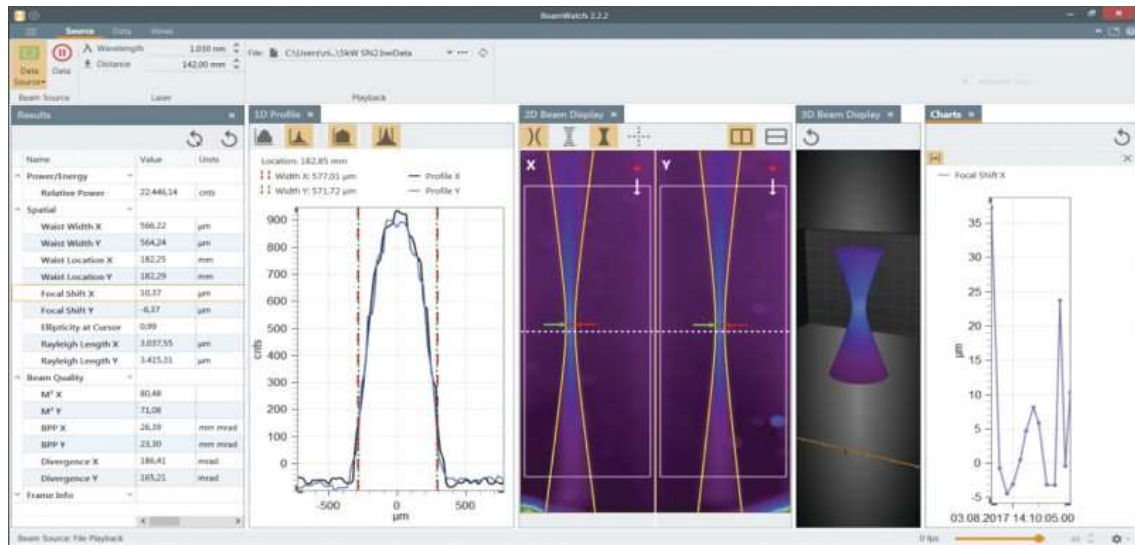 BeamWatch 3.2.2
Source Data Views
Data Source
Data
Wavelength 1.030 nm
Distance 142,00 mm
File: C:\Users\ri...\5kW SN2.bwData
Beam Source Laser Playback
Results
Name Value Units
Power/Energy
Relative Power 22.446,14 cnts
Spatial
Waist Width X 566,22 µm
Waist Width Y 564,24 µm
Waist Location X 182,25 mm
Waist Location Y 182,29 mm
Focal Shift X 10,37 µm
Focal Shift Y -6,37 µm
Ellipticity at Cursor 0,99
Rayleigh Length X 3.037,55 µm
Rayleigh Length Y 3.415,31 µm
Beam Quality
M² X 80,48
M² Y 71,08
BPP X 26,39 mm mrad
BPP Y 23,30 mm mrad
Divergence X 186,41 mrad
Divergence Y 165,21 mrad
Frame Info
1D Profile
Location: 182,85 mm
Width X: 577,01 µm Profile X
Width Y: 571,72 µm Profile Y
900
800
700
600
500
400
300
200
100
0
cnts
-500 0 500
µm
2D Beam Display
X Y
3D Beam Display
Charts
Focal Shift X
35
30
25
20
15
10
5
0
-5
µm
03.08.2017 14:10:05.00
Beam Source: File Playback
0 fps